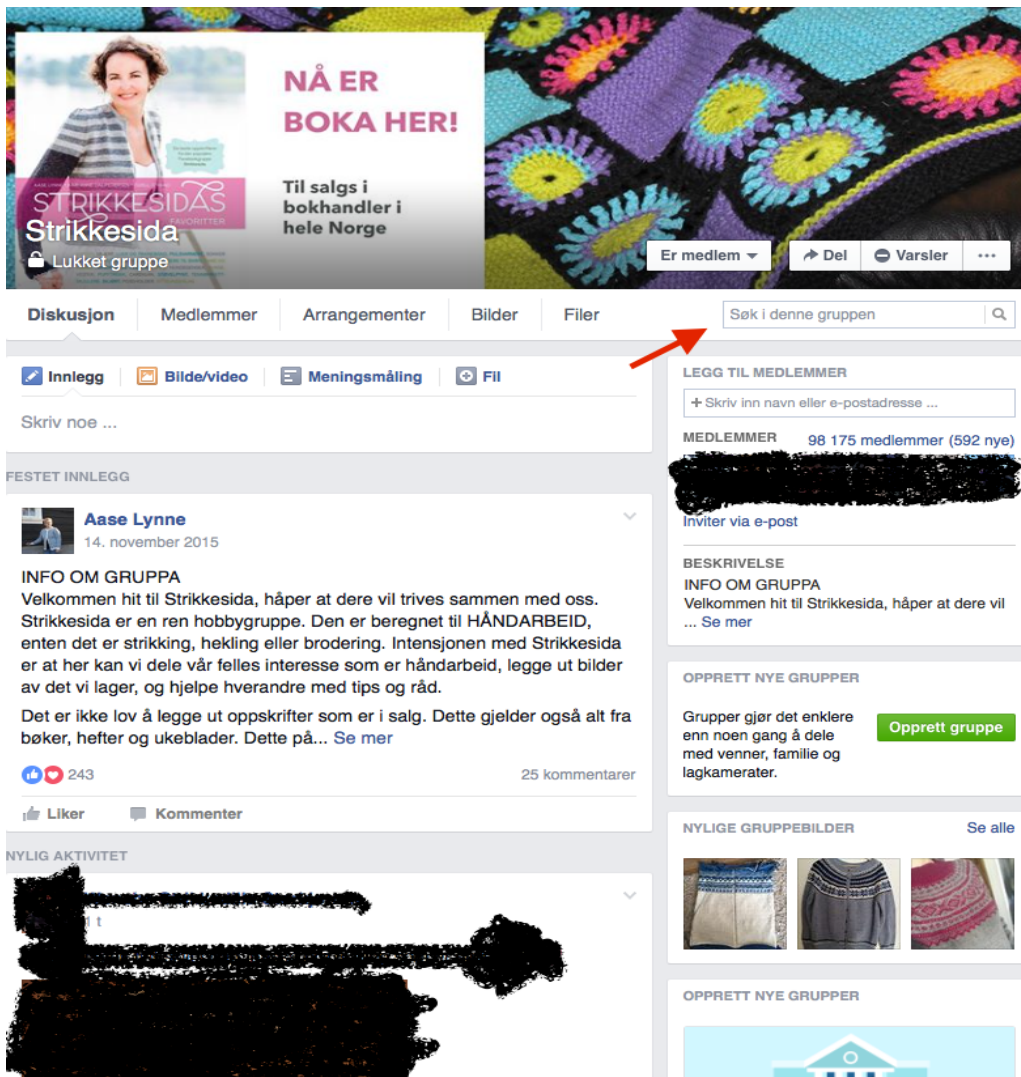 NÅ ER
BOKA HER!
Til salgs i
bokhandler i
hele Norge
STRIKKESIDAS
FAVORITTER
Strikkesida
Lukket gruppe
Er medlem
Del
Varsler
...
Diskusjon
Medlemmer
Arrangementer
Bilder
Filer
Søk i denne gruppen
Innlegg
Bilde/video
Meningsmåling
Fil
Skriv noe ...
FESTET INNLEGG
Aase Lynne
14. november 2015
INFO OM GRUPPA
Velkommen hit til Strikkesida, håper at dere vil trives sammen med oss.
Strikkesida er en ren hobbygruppe. Den er beregnet til HÅNDARBEID,
enten det er strikking, hekling eller brodering. Intensjonen med Strikkesida
er at her kan vi dele vår felles interesse som er håndarbeid, legge ut bilder
av det vi lager, og hjelpe hverandre med tips og råd.
Det er ikke lov å legge ut oppskrifter som er i salg. Dette gjelder også alt fra
bøker, hefter og ukeblader. Dette på... Se mer
243
25 kommentarer
Liker
Kommenter
NYLIG AKTIVITET
1 t
LEGG TIL MEDLEMMER
+ Skriv inn navn eller e-postadresse ...
MEDLEMMER
98 175 medlemmer (592 nye)
Inviter via e-post
BESKRIVELSE
INFO OM GRUPPA
Velkommen hit til Strikkesida, håper at dere vil
... Se mer
OPPRETT NYE GRUPPER
Grupper gjør det enklere
enn noen gang å dele
med venner, familie og
lagkamerater.
Opprett gruppe
NYLIGE GRUPPEBILDER
Se alle
OPPRETT NYE GRUPPER